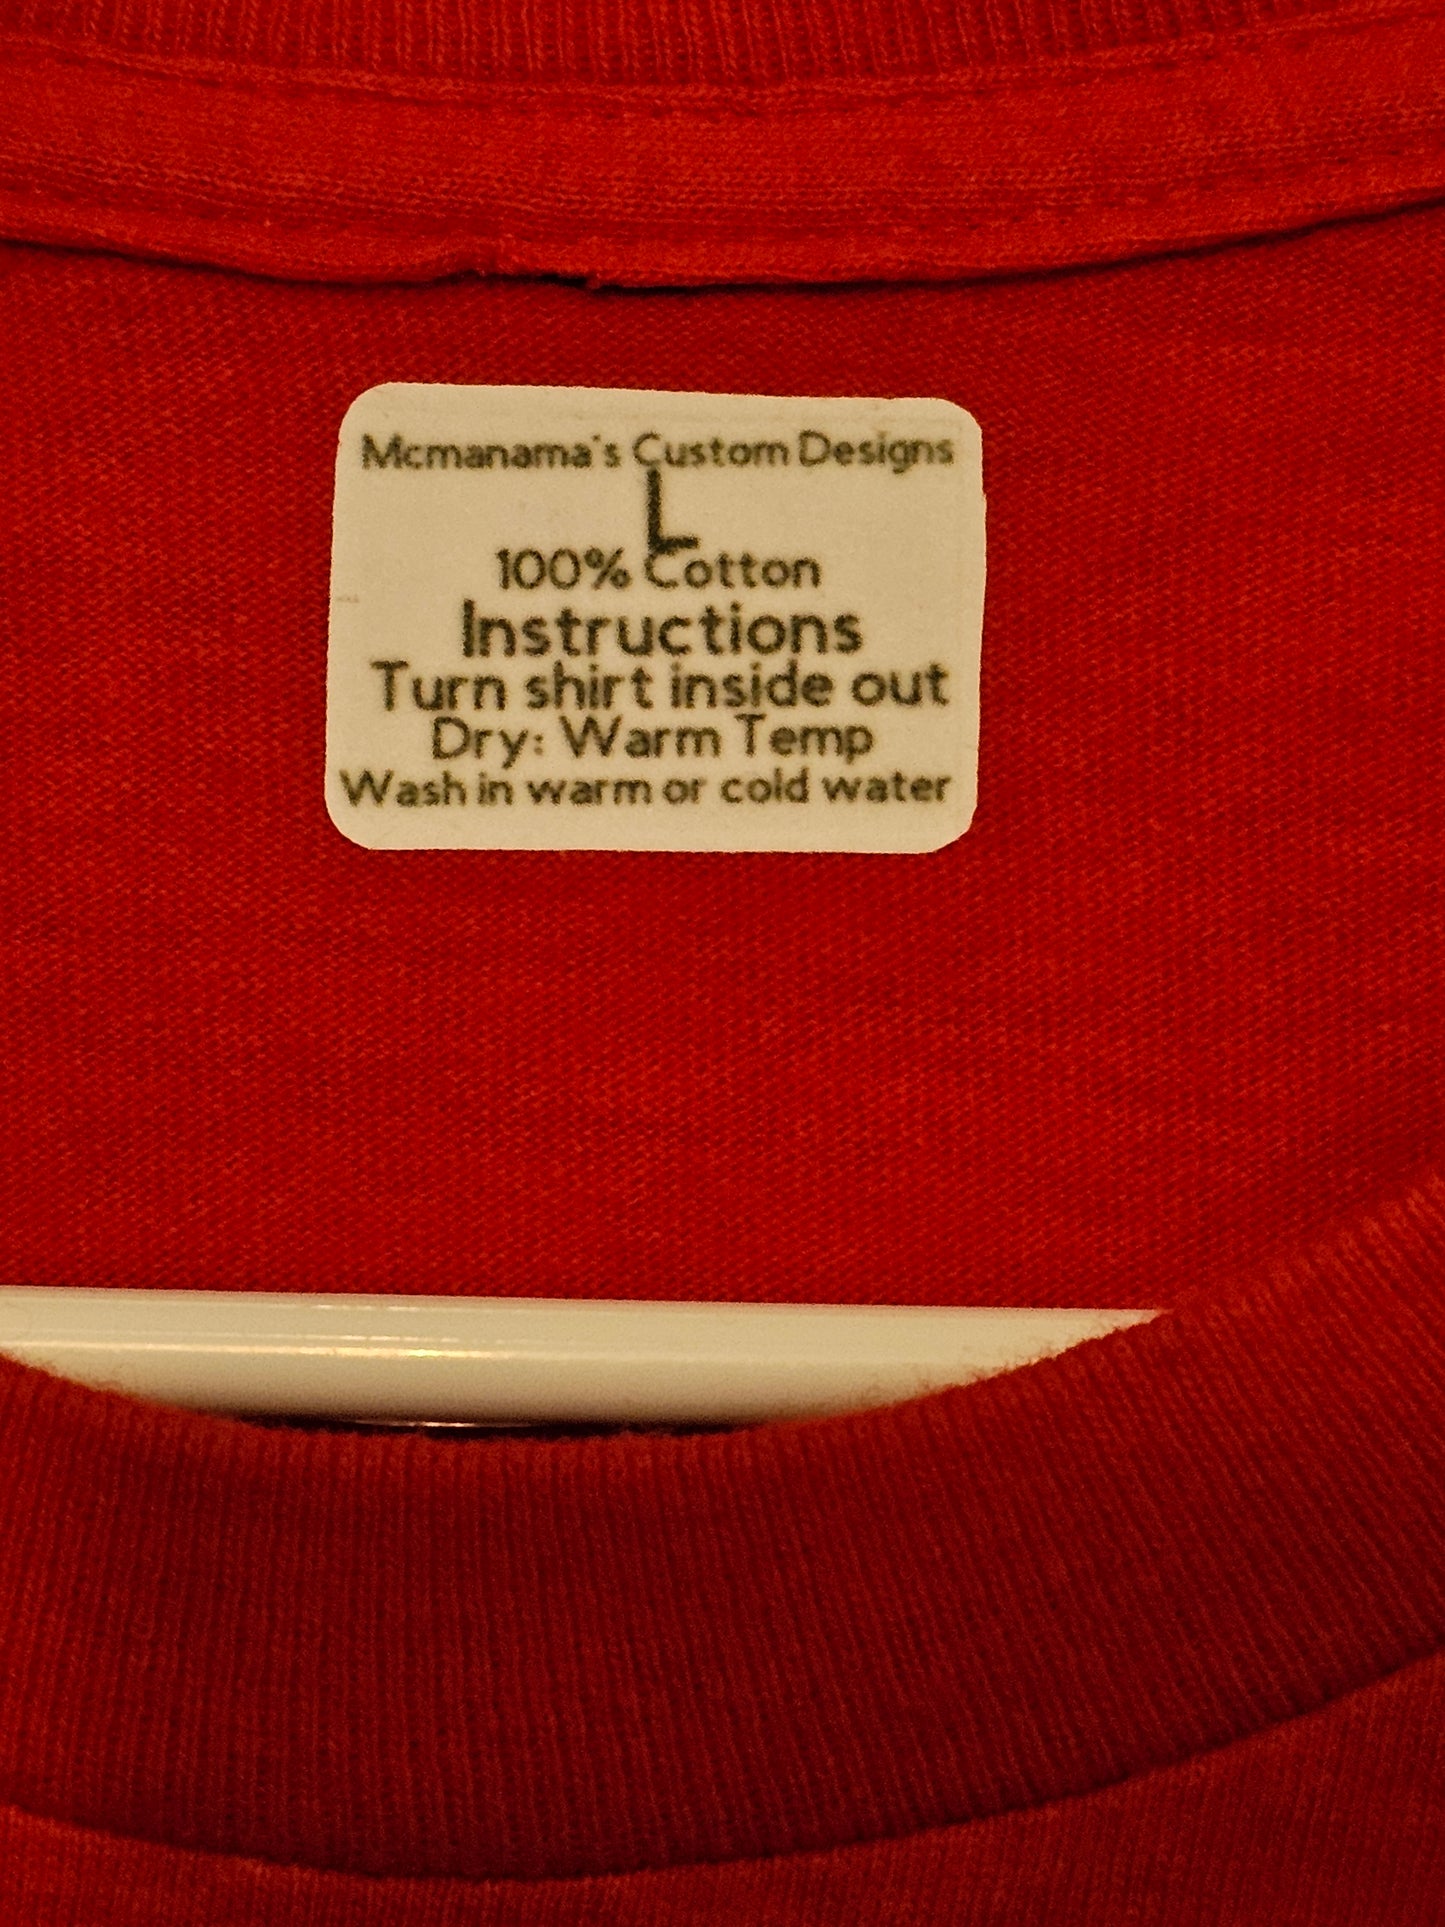 Mcmanama's Custom Designs
L
100% Cotton
Instructions
Turn shirt inside out
Dry: Warm Temp
Wash in warm or cold water